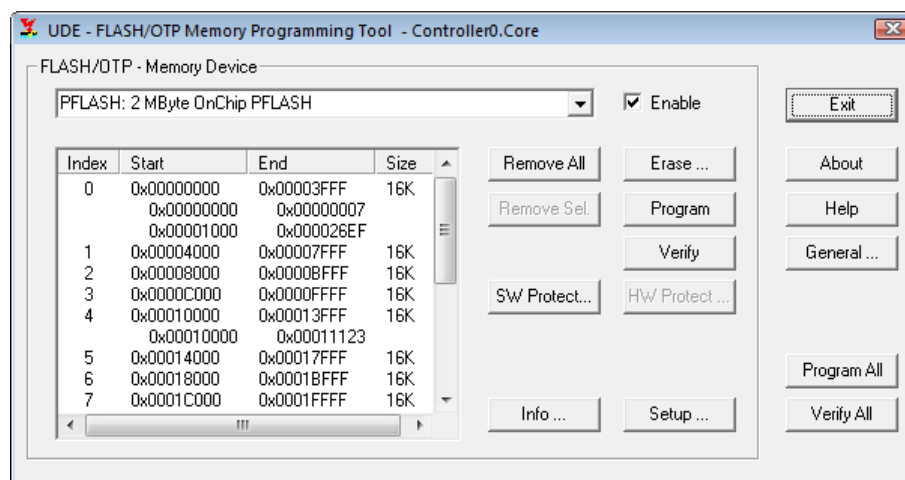 UDE - FLASH/OTP Memory Programming Tool - Controller0.Core
FLASH/OTP - Memory Device
PFLASH: 2 MByte OnChip PFLASH
Enable
Exit
Index Start End Size
0 0x00000000 0x00003FFF 16K
0x00000000 0x00000007
0x00001000 0x000026EF
1 0x00004000 0x00007FFF 16K
2 0x00008000 0x0000BFFF 16K
3 0x0000C000 0x0000FFFF 16K
4 0x00010000 0x00013FFF 16K
0x00010000 0x00011123
5 0x00014000 0x00017FFF 16K
6 0x00018000 0x0001BFFF 16K
7 0x0001C000 0x0001FFFF 16K
Remove All
Erase ...
About
Remove Sel.
Program
Help
Verify
General ...
SW Protect...
HW Protect ...
Program All
Info ...
Setup ...
Verify All